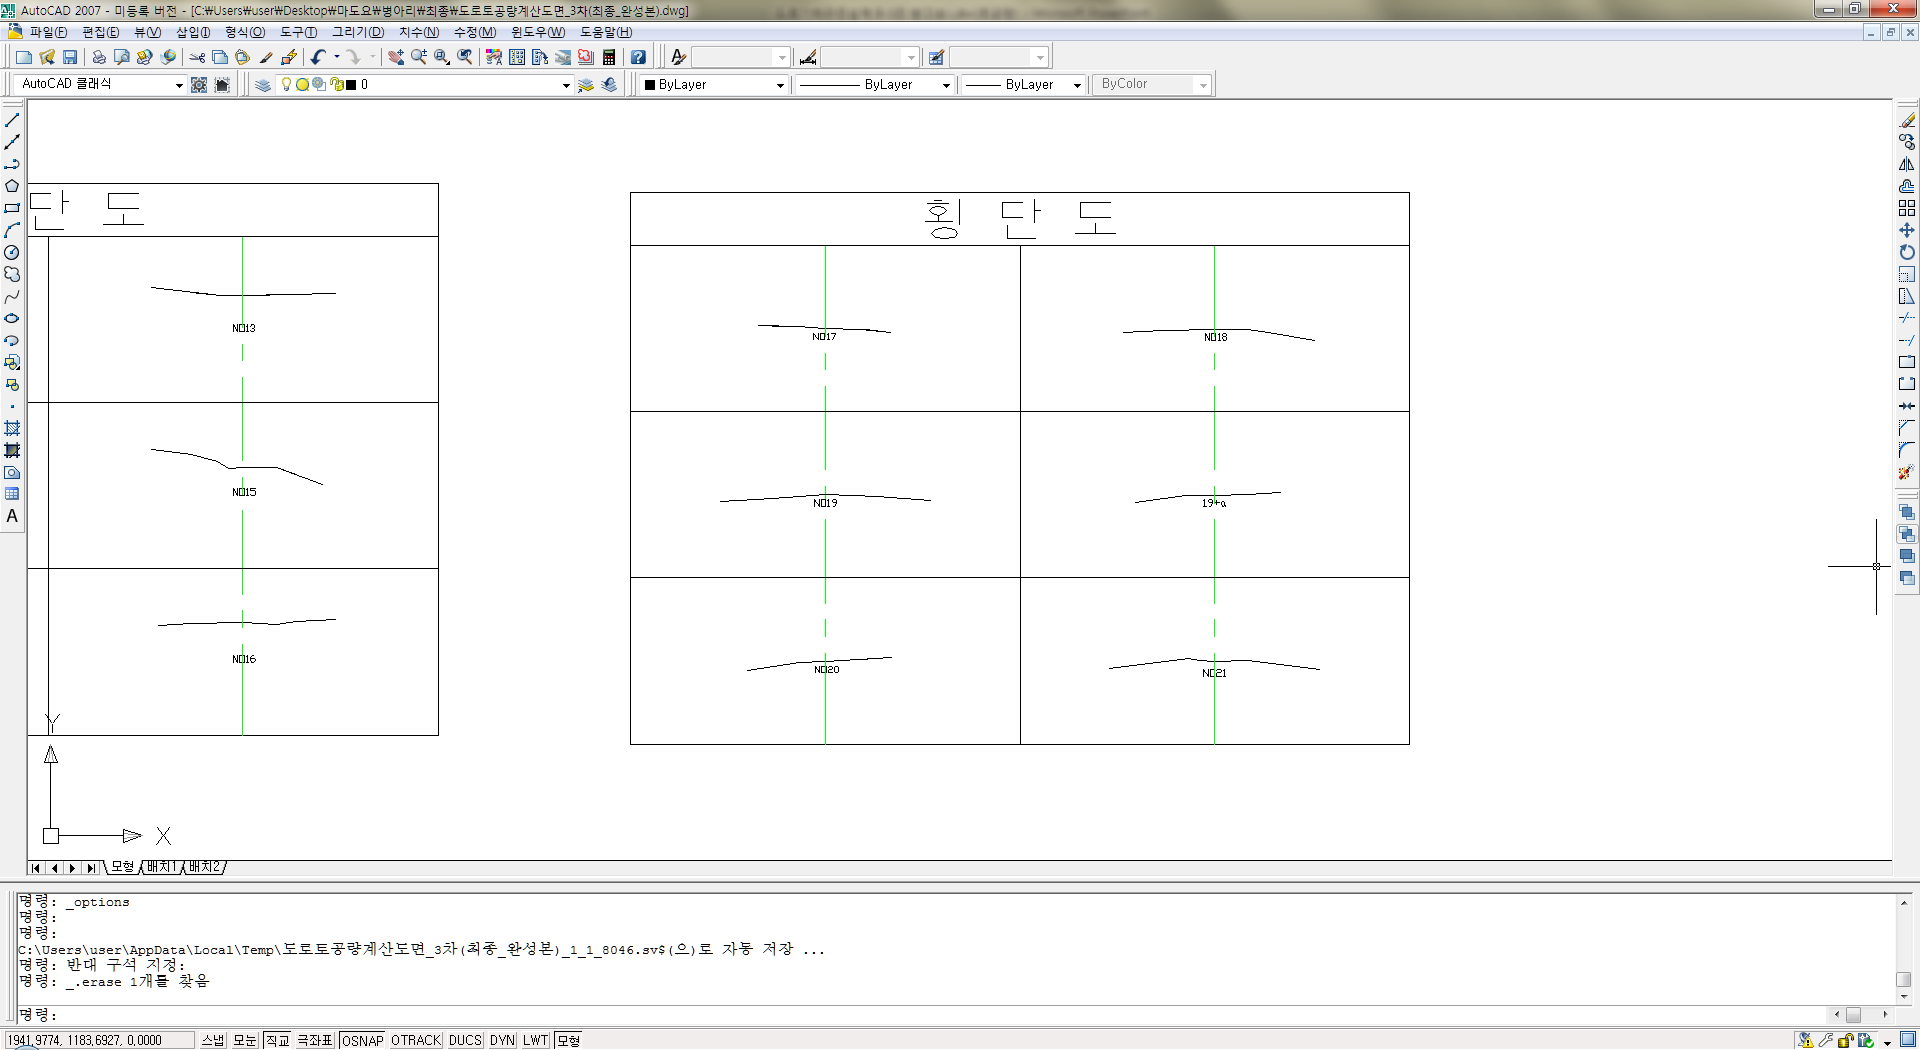 AutoCAD 2007 - 미등록 버전 - [C:₩Users₩user₩Desktop₩마도요₩병아리₩최종₩도로토공량계산도면_3차(최종_완성본).dwg]
파일(F) 편집(E) 뷰(V) 삽입(I) 형식(O) 도구(T) 그리기(D) 치수(N) 수정(M) 윈도우(W) 도움말(H)
AutoCAD 클래식 0 ByLayer ByLayer ByLayer ByColor
단 도
횡 단 도
NO13
NO17
NO18
NO15
NO19
19+a
NO16
NO20
NO21
Y
X
모형 배치1 배치2
명령: _options
명령:
명령:
C:\Users\user\AppData\Local\Temp\도로토공량계산도면_3차(최종_완성본)_1_1_8046.sv$(으)로 자동 저장 ...
명령: 반대 구석 지정:
명령: _.erase 1개를 찾음
명령:
1941,9774, 1183,6927, 0,0000 스냅 모눈 직교 극좌표 OSNAP OTRACK DUCS DYN LWT 모형